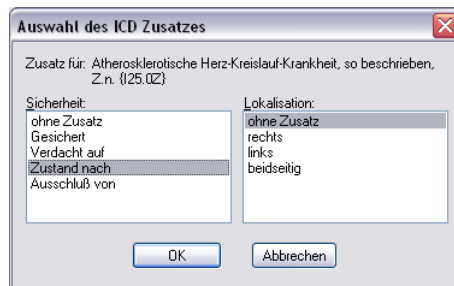 Auswahl des ICD Zusatzes
Zusatz für: Atherosklerotische Herz-Kreislauf-Krankheit, so beschrieben,
Z.n. {I25.0Z}
Sicherheit:
ohne Zusatz
Gesichert
Verdacht auf
Zustand nach
Ausschluß von
Lokalisation:
ohne Zusatz
rechts
links
beidseitig
OK
Abbrechen